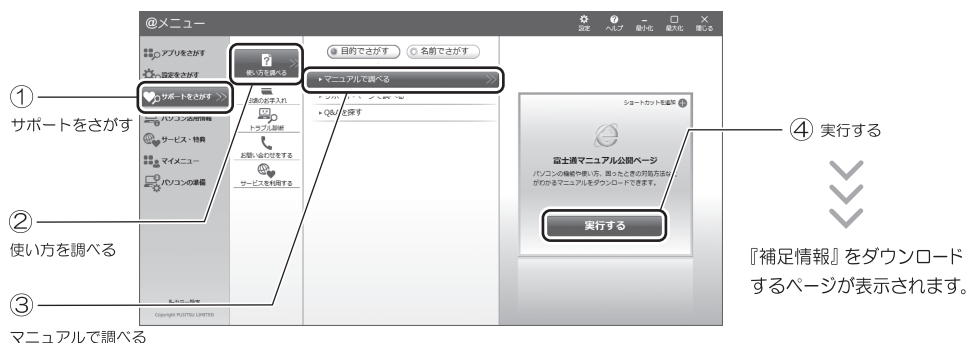 @メニュー
設定
ヘルプ
最小化
最大化
閉じる
アプリをさがす
設定をさがす
サポートをさがす
パソコン活用情報
サービス・特典
マイメニュー
パソコンの準備
Copyright FUJITSU LIMITED
使い方を調べる
日頃のお手入れ
トラブル診断
お問い合わせをする
サービスを利用する
目的でさがす
名前でさがす
マニュアルで調べる
サポートページで調べる
Q&Aを探す
ショートカットを追加
富士通マニュアル公開ページ
パソコンの機能や使い方、困ったときの対処方法な
がわかるマニュアルをダウンロードできます。
実行する
① サポートをさがす
② 使い方を調べる
③ マニュアルで調べる
④ 実行する
『補足情報』をダウンロード
するページが表示されます。